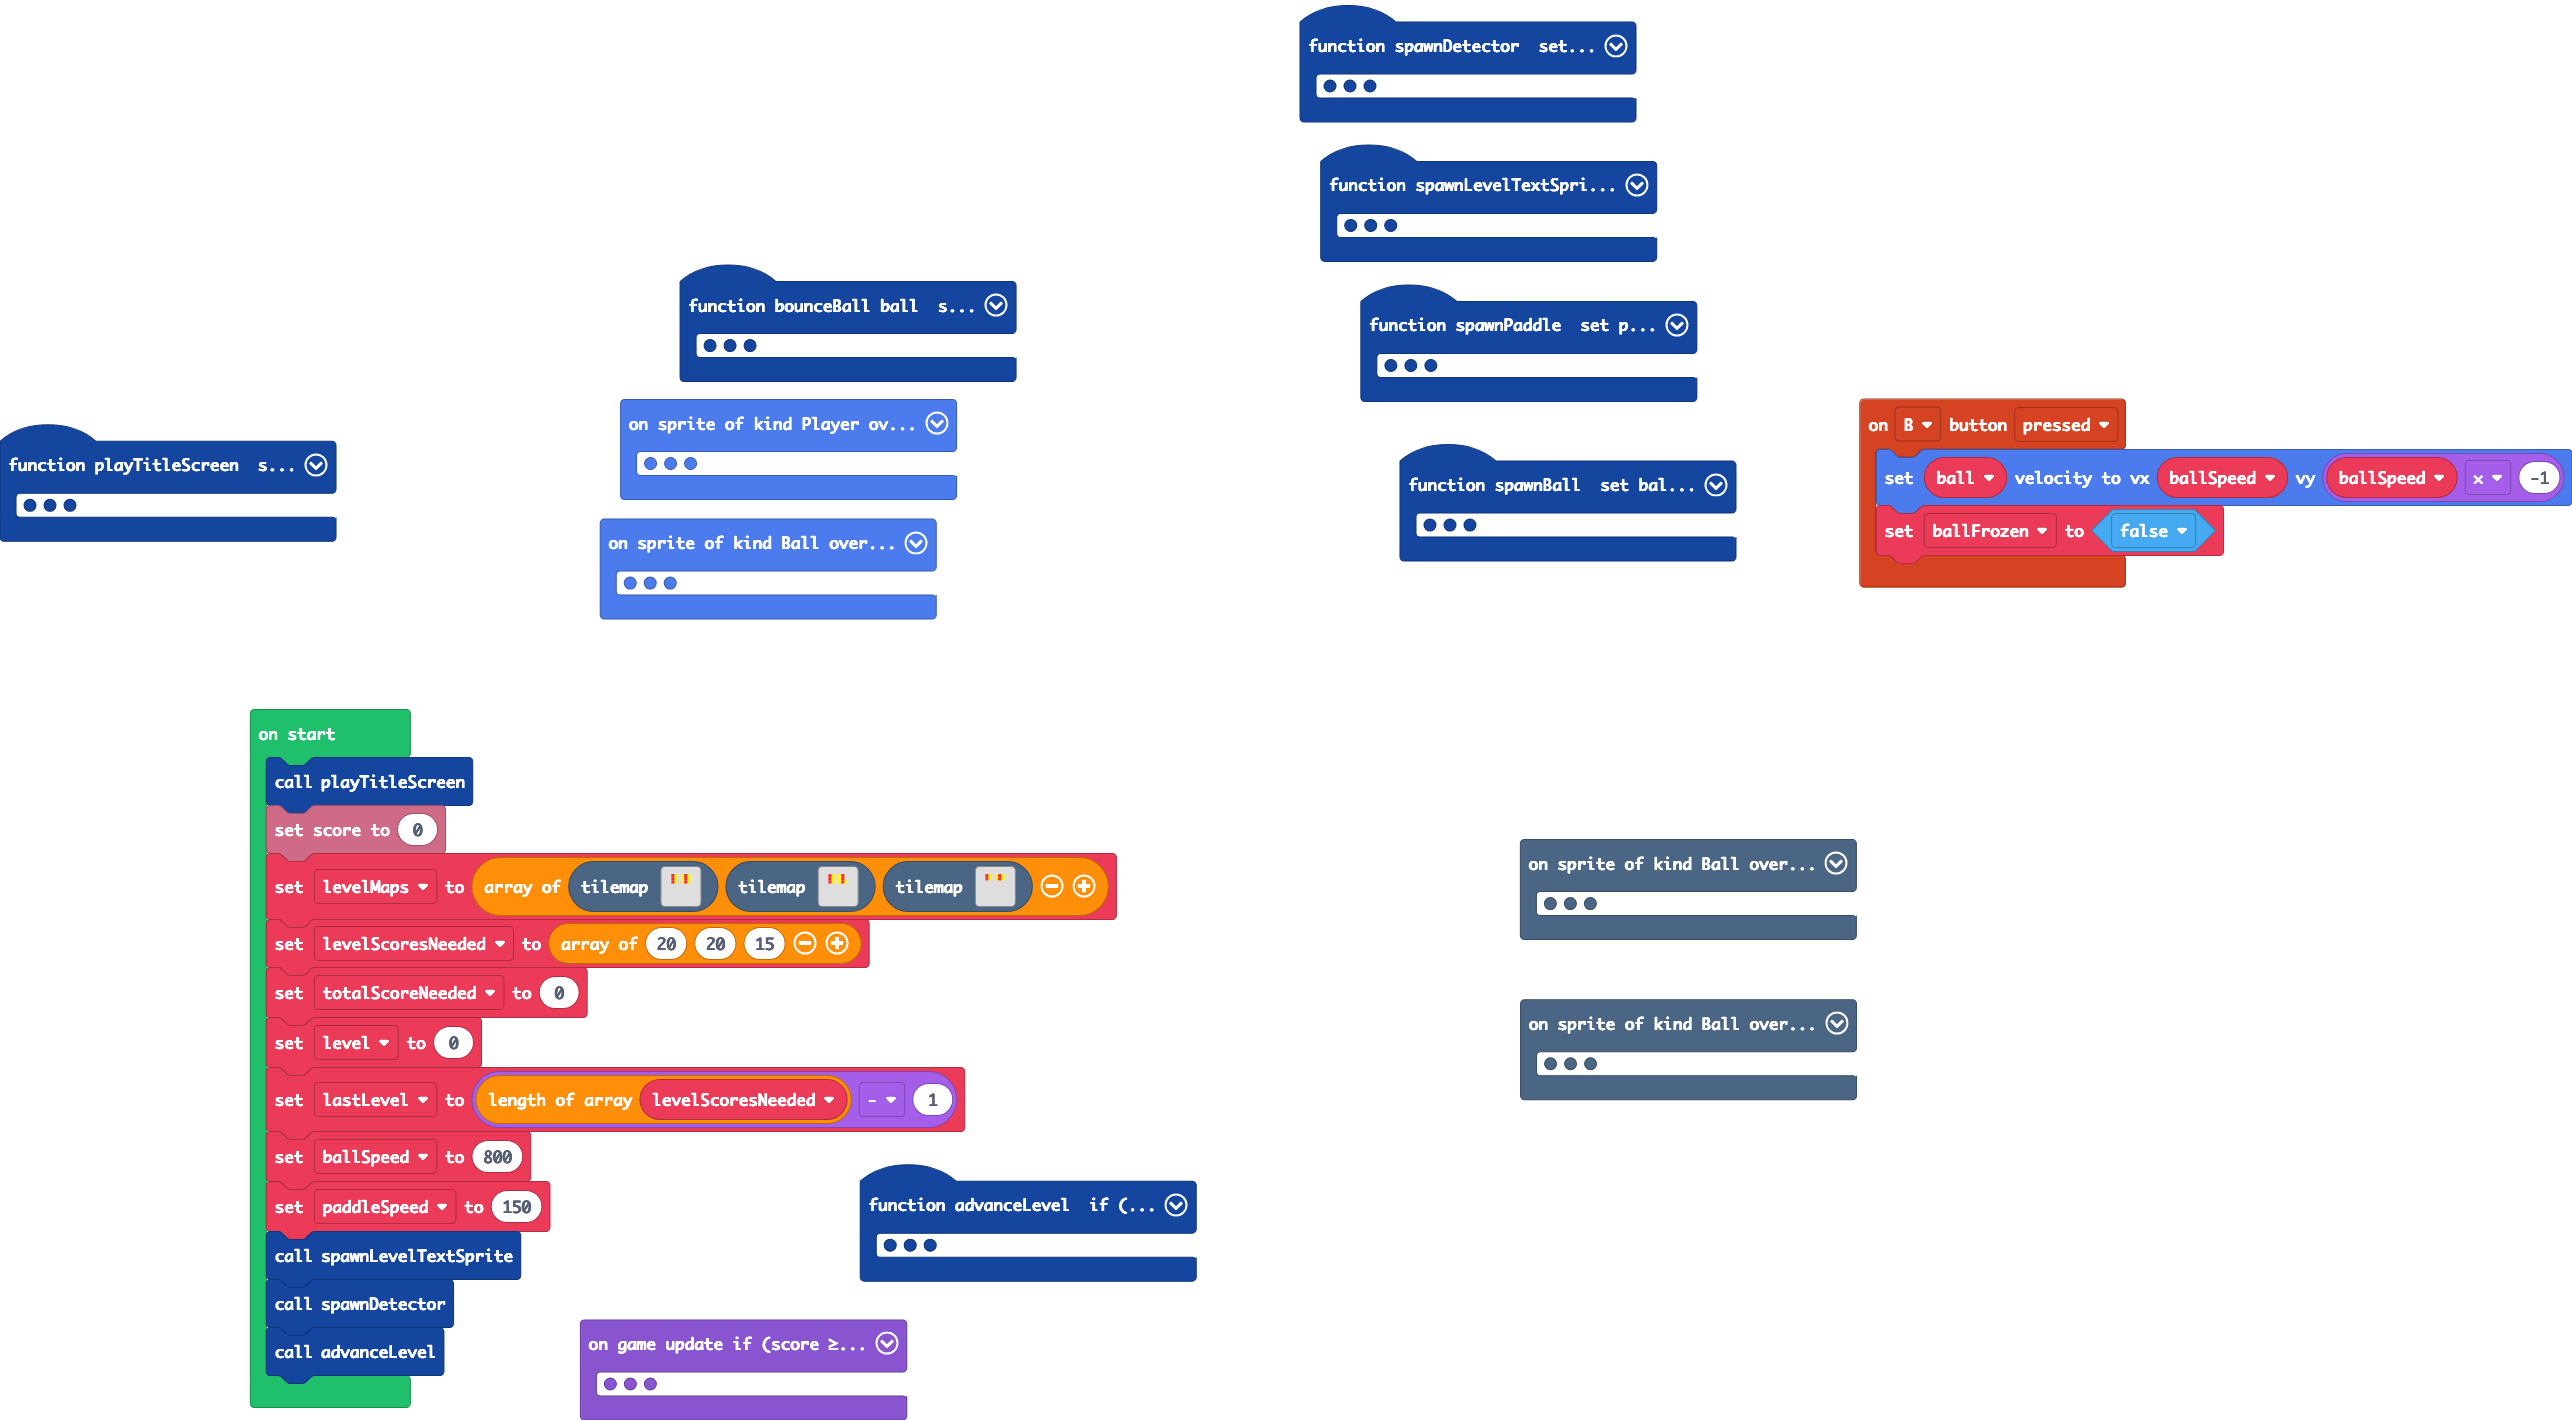 function spawnDetector set...
function spawnLevelTextSpri...
function bounceBall ball s...
function spawnPaddle set p...
on sprite of kind Player ov...
on B button pressed
function playTitleScreen s...
set ball velocity to vx ballSpeed vy ballSpeed x -1
function spawnBall set bal...
set ballFrozen to false
on sprite of kind Ball over...
on start
call playTitleScreen
set score to 0
set levelMaps to array of tilemap tilemap tilemap
set levelScoresNeeded to array of 20 20 15
set totalScoreNeeded to 0
set level to 0
set lastLevel to length of array levelScoresNeeded - 1
set ballSpeed to 800
set paddleSpeed to 150
call spawnLevelTextSprite
call spawnDetector
call advanceLevel
on sprite of kind Ball over...
on sprite of kind Ball over...
function advanceLevel if (...
on game update if (score ≥...